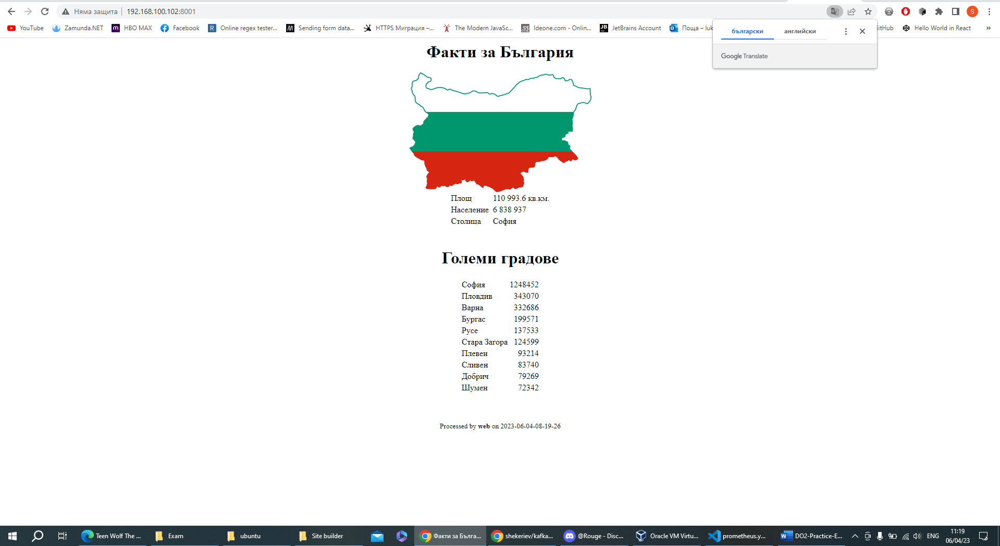 Няма защита 192.168.100.102:8001
YouTube Zamunda.NET HBO MAX Facebook Online regex tester... Sending form data... HTTPS Миграция –... The Modern JavaSc... Ideone.com - Onlin... JetBrains Account Поща – luk itHub Hello World in React »
български английски
Google Translate
Факти за България
Площ 110 993.6 кв.км.
Население 6 838 937
Столица София
Големи градове
София 1248452
Пловдив 343070
Варна 332686
Бургас 199571
Русе 137533
Стара Загора 124599
Плевен 93214
Сливен 83740
Добрич 79269
Шумен 72342
Processed by web on 2023-06-04-08-19-26
Teen Wolf The ... Exam ubuntu Site builder Факти за Бълга... shekeriev/kafka... @Rouge - Disc... Oracle VM Virtu... prometheus.y... DO2-Practice-E... ENG
11:19
06/04/23